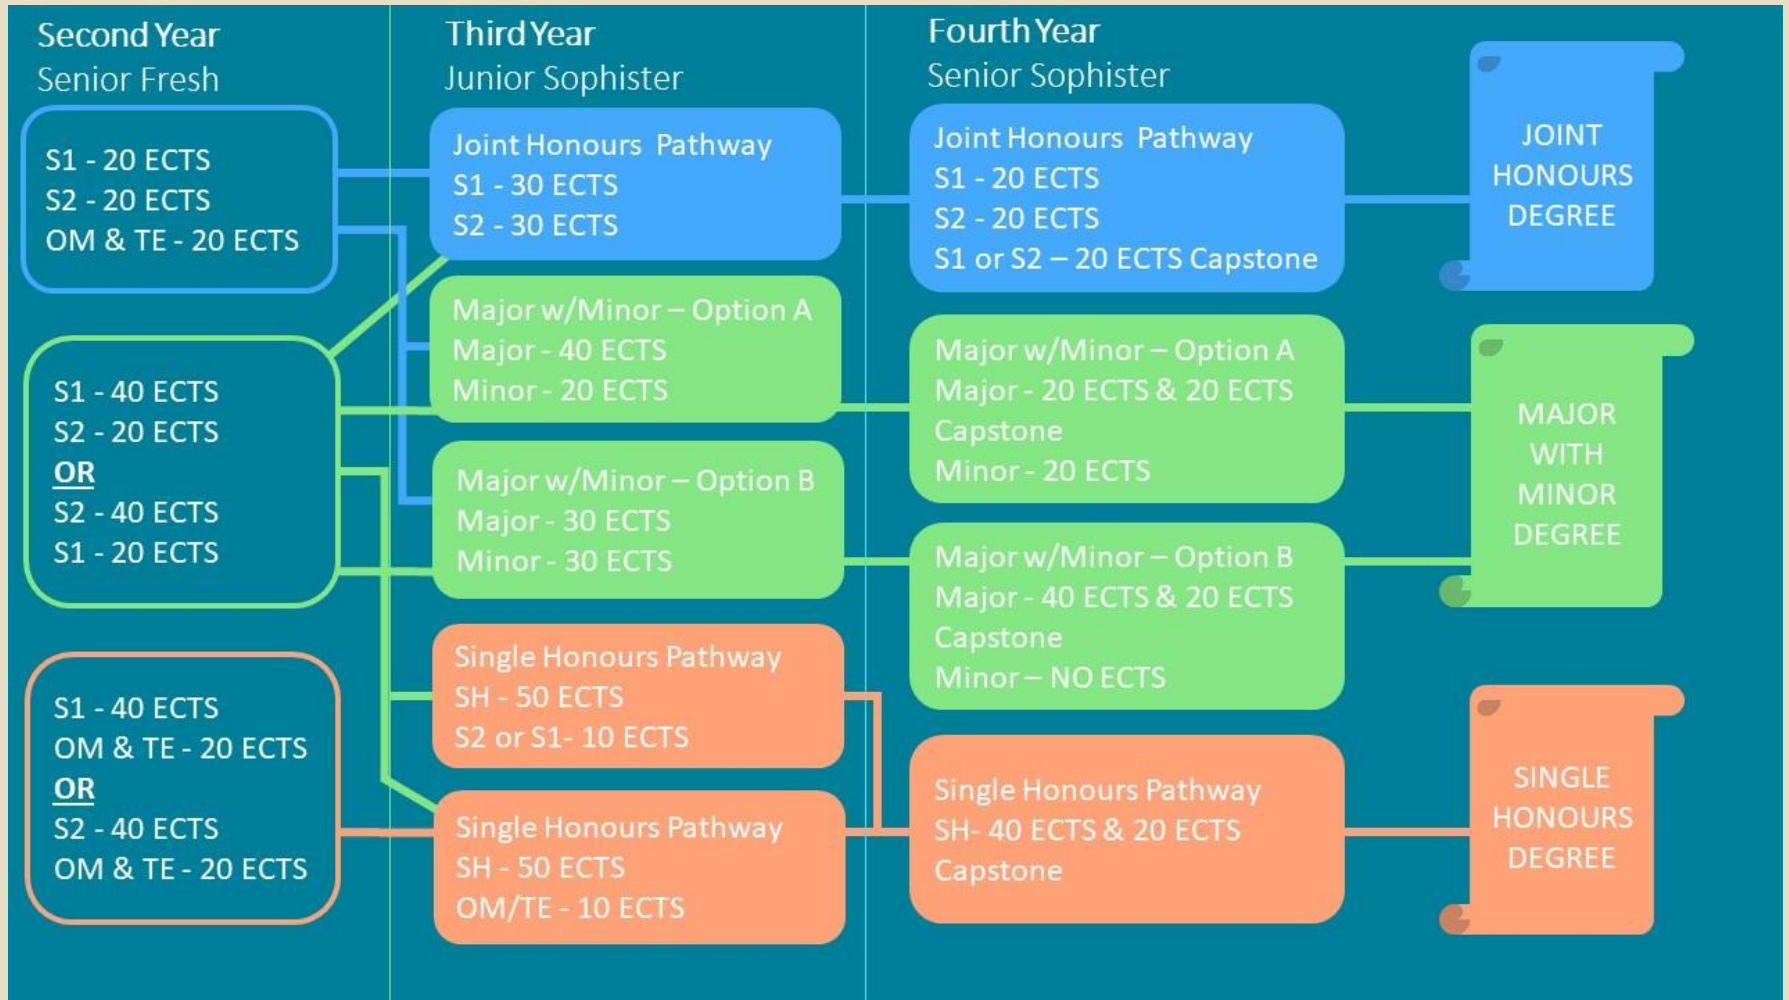 Second Year
Senior Fresh
S1 - 20 ECTS
S2 - 20 ECTS
OM & TE - 20 ECTS
S1 - 40 ECTS
S2 - 20 ECTS
OR
S2 - 40 ECTS
S1 - 20 ECTS
S1 - 40 ECTS
OM & TE - 20 ECTS
OR
S2 - 40 ECTS
OM & TE - 20 ECTS
Third Year
Junior Sophister
Joint Honours Pathway
S1 - 30 ECTS
S2 - 30 ECTS
Major w/Minor – Option A
Major - 40 ECTS
Minor - 20 ECTS
Major w/Minor – Option B
Major - 30 ECTS
Minor - 30 ECTS
Single Honours Pathway
SH - 50 ECTS
S2 or S1- 10 ECTS
Single Honours Pathway
SH - 50 ECTS
OM/TE - 10 ECTS
Fourth Year
Senior Sophister
Joint Honours Pathway
S1 - 20 ECTS
S2 - 20 ECTS
S1 or S2 – 20 ECTS Capstone
Major w/Minor – Option A
Major - 20 ECTS & 20 ECTS
Capstone
Minor - 20 ECTS
Major w/Minor – Option B
Major - 40 ECTS & 20 ECTS
Capstone
Minor – NO ECTS
Single Honours Pathway
SH- 40 ECTS & 20 ECTS
Capstone
JOINT
HONOURS
DEGREE
MAJOR
WITH
MINOR
DEGREE
SINGLE
HONOURS
DEGREE